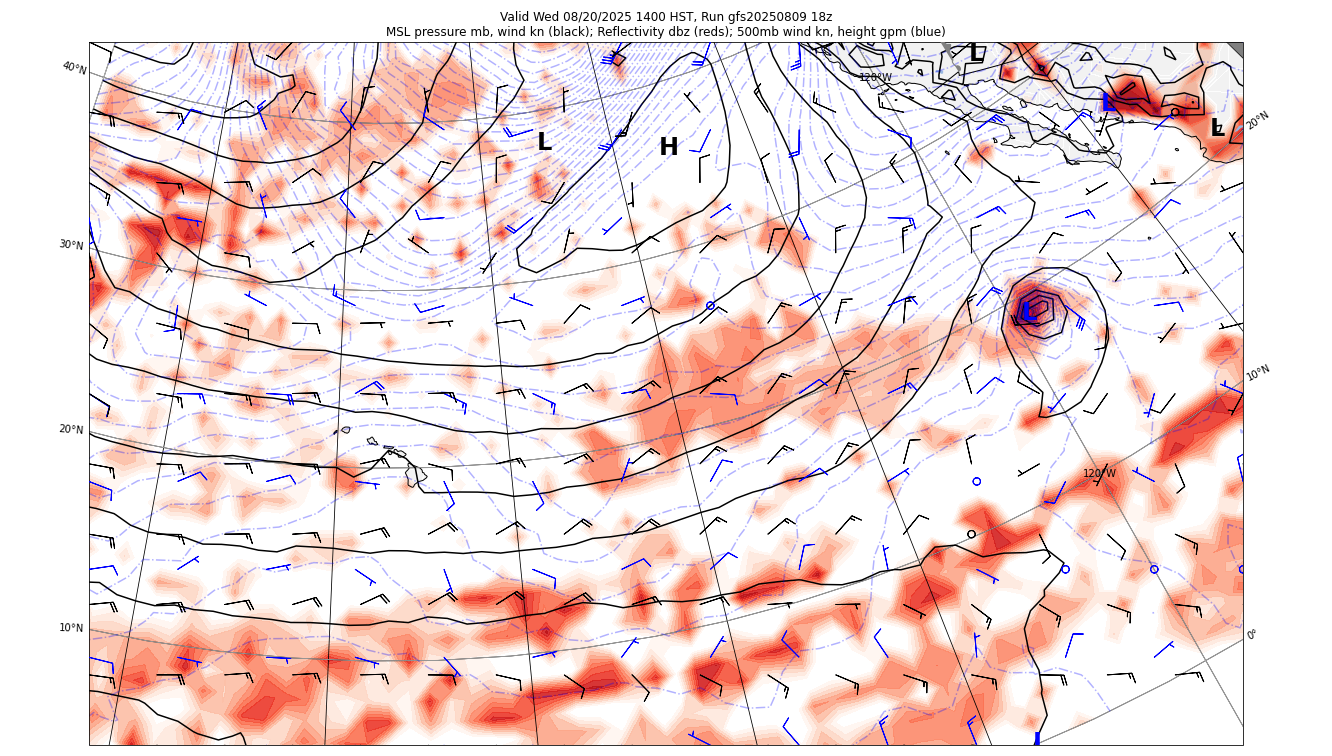 Valid Wed 08/20/2025 1400 HST, Run gfs20250809 18z
MSL pressure mb, wind kn (black); Reflectivity dbz (reds); 500mb wind kn, height gpm (blue)
L
40°N
120°W
L
L
20°N
L
H
30°N
L
10°N
20°N
120°W
10°N
0°
L